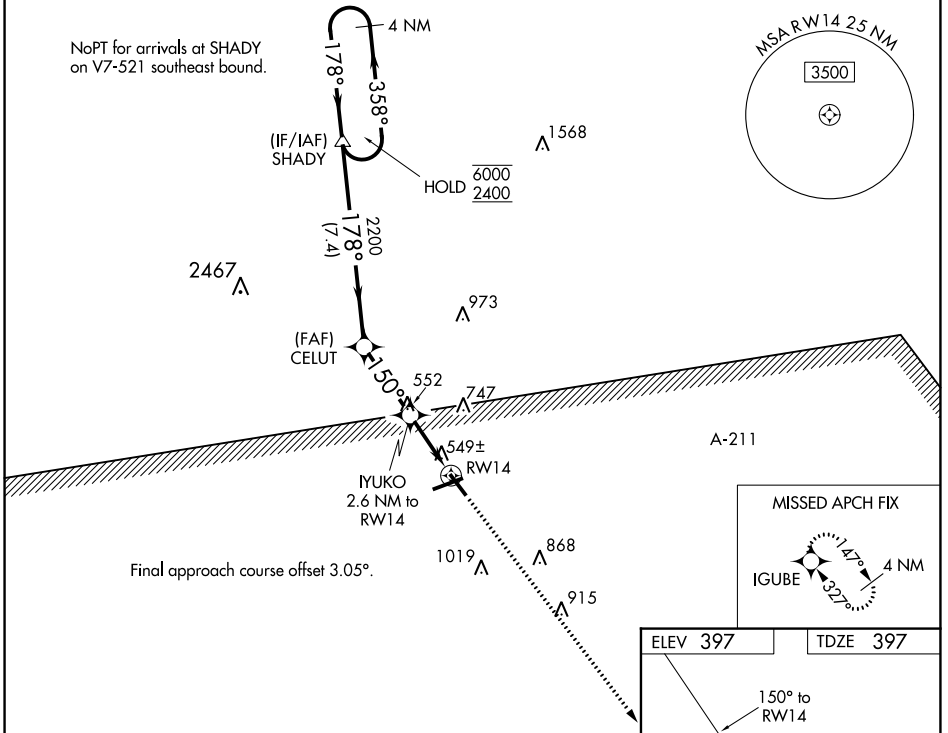 NoPT for arrivals at SHADY
on V7-521 southeast bound.
4 NM
178°
358°
(IF/IAF)
SHADY
HOLD 6000
2400
1568
MSA RW14 25 NM
3500
2200
178°
(7.4)
2467
973
(FAF)
CELUT
150°
552
747
549±
RW14
A-211
IYUKO
2.6 NM to
RW14
Final approach course offset 3.05°.
1019
868
915
MISSED APCH FIX
IGUBE
147°
327°
4 NM
ELEV 397
TDZE 397
150° to
RW14